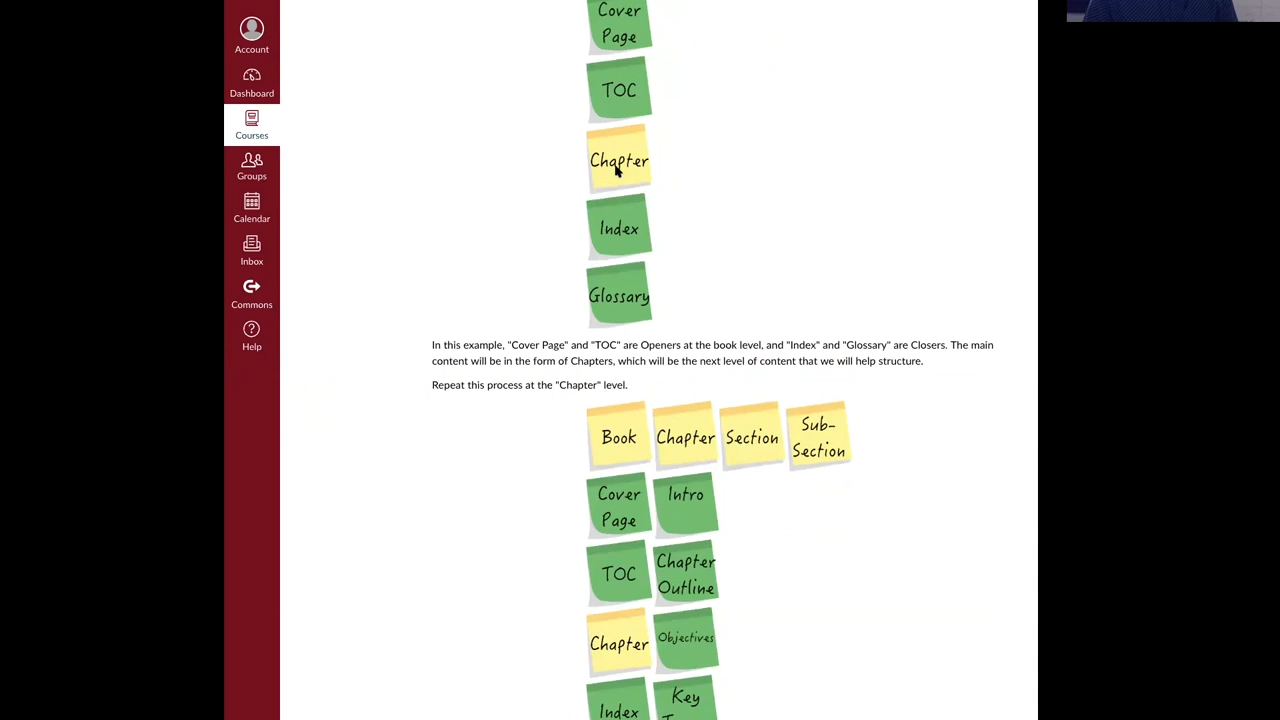 Account
Dashboard
Courses
Groups
Calendar
Inbox
Commons
Help
Cover
Page
TOC
Chapter
Index
Glossary
In this example, "Cover Page" and "TOC" are Openers at the book level, and "Index" and "Glossary" are Closers. The main
content will be in the form of Chapters, which will be the next level of content that we will help structure.
Repeat this process at the "Chapter" level.
Book Chapter Section Sub-
Section
Cover
Page
Intro
TOC
Chapter
Outline
Chapter
Objectives
Index
Key